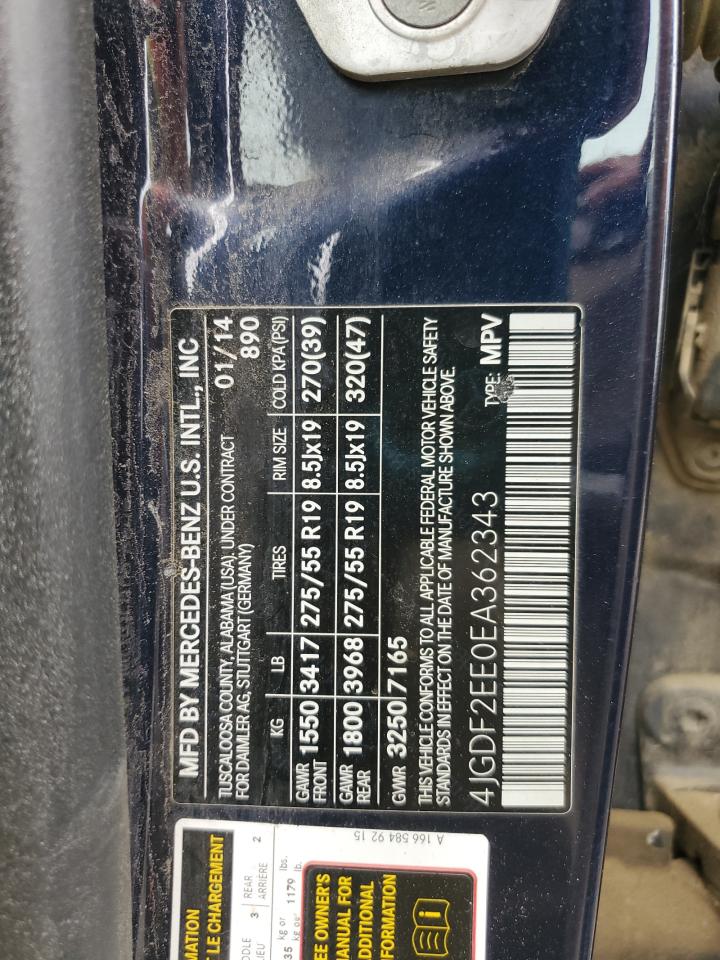 MFD BY MERCEDES-BENZ U.S. INTL., INC
TUSCALOOSA COUNTY, ALABAMA (USA), UNDER CONTRACT 01/14
FOR DAIMLER AG, STUTTGART (GERMANY) 890
KG LB TIRES RIM SIZE COLD KPA (PSI)
GAWR FRONT 1550 3417 275/55 R19 8.5Jx19 270(39)
GAWR REAR 1800 3968 275/55 R19 8.5Jx19 320(47)
GVWR 3250 7165
THIS VEHICLE CONFORMS TO ALL APPLICABLE FEDERAL MOTOR VEHICLE SAFETY
STANDARDS IN EFFECT ON THE DATE OF MANUFACTURE SHOWN ABOVE.
4JGDF2EE0EA362343 TYPE: MPV
LE CHARGEMENT
3 REAR 2
ARRIÈRE
kg or 1179 lbs.
A 166 584 92 15
OWNER'S
MANUAL FOR